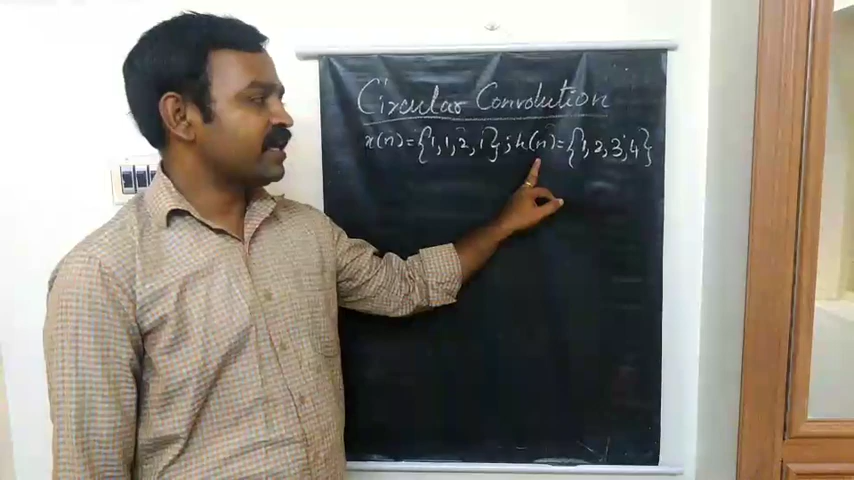 Circular Convolution
x(n)={1,1,2,1};h(n)={1,2,3,4}